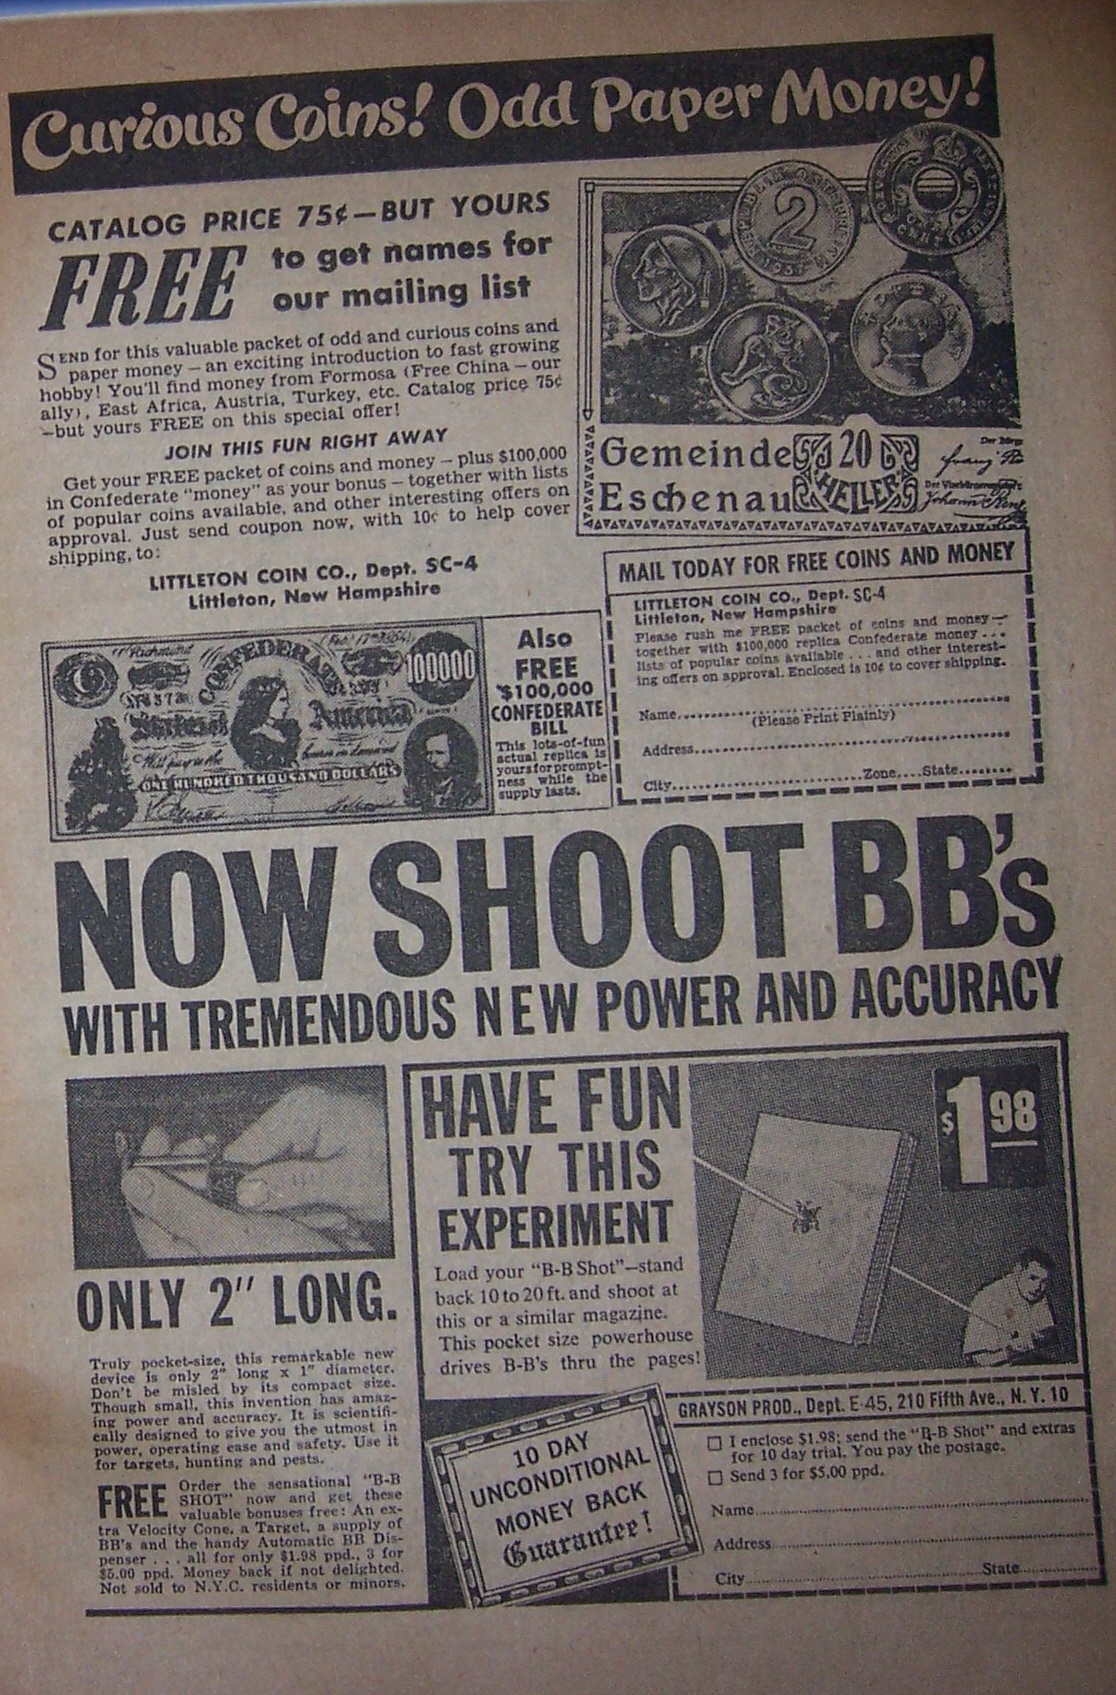 Curious Coins! Odd Paper Money!
CATALOG PRICE 75¢—BUT YOURS
FREE to get names for
our mailing list
SEND for this valuable packet of odd and curious coins and
paper money — an exciting introduction to fast growing
hobby! You'll find money from Formosa (Free China — our
ally), East Africa, Austria, Turkey, etc. Catalog price 75¢
—but yours FREE on this special offer!
JOIN THIS FUN RIGHT AWAY
Get your FREE packet of coins and money — plus $100,000
in Confederate "money" as your bonus — together with lists
of popular coins available, and other interesting offers on
approval. Just send coupon now, with 10¢ to help cover
shipping, to:
LITTLETON COIN CO., Dept. SC-4
Littleton, New Hampshire
2
Gemeinde
Eschenau
20
HELLER
Richmond
CONFEDERATE
100000
States of America
ONE HUNDRED THOUSAND DOLLARS
Also
FREE
$100,000
CONFEDERATE
BILL
This lots-of-fun
actual replica is
yours for prompt-
ness while the
supply lasts.
MAIL TODAY FOR FREE COINS AND MONEY
LITTLETON COIN CO., Dept. SC-4
Littleton, New Hampshire
Please rush me FREE packet of coins and money—
together with $100,000 replica Confederate money . . .
lists of popular coins available . . . and other interest-
ing offers on approval. Enclosed is 10¢ to cover shipping.
Name
(Please Print Plainly)
Address
City Zone State
NOW SHOOT BB's
WITH TREMENDOUS NEW POWER AND ACCURACY
ONLY 2" LONG.
Truly pocket-size, this remarkable new
device is only 2" long x 1" diameter.
Don't be misled by its compact size.
Though small, this invention has amaz-
ing power and accuracy. It is scientifi-
cally designed to give you the utmost in
power, operating ease and safety. Use it
for targets, hunting and pests.
FREE Order the sensational "B-B
SHOT" now and get these
valuable bonuses free: An ex-
tra Velocity Cone, a Target, a supply of
BB's and the handy Automatic BB Dis-
penser . . . all for only $1.98 ppd., 3 for
$5.00 ppd. Money back if not delighted.
Not sold to N.Y.C. residents or minors.
HAVE FUN
TRY THIS
EXPERIMENT
Load your "B-B Shot"—stand
back 10 to 20 ft. and shoot at
this or a similar magazine.
This pocket size powerhouse
drives B-B's thru the pages!
$1 98
10 DAY
UNCONDITIONAL
MONEY BACK
Guarantee!
GRAYSON PROD., Dept. E-45, 210 Fifth Ave., N. Y. 10
I enclose $1.98; send the "B-B Shot" and extras
for 10 day trial. You pay the postage.
Send 3 for $5.00 ppd.
Name
Address
City State